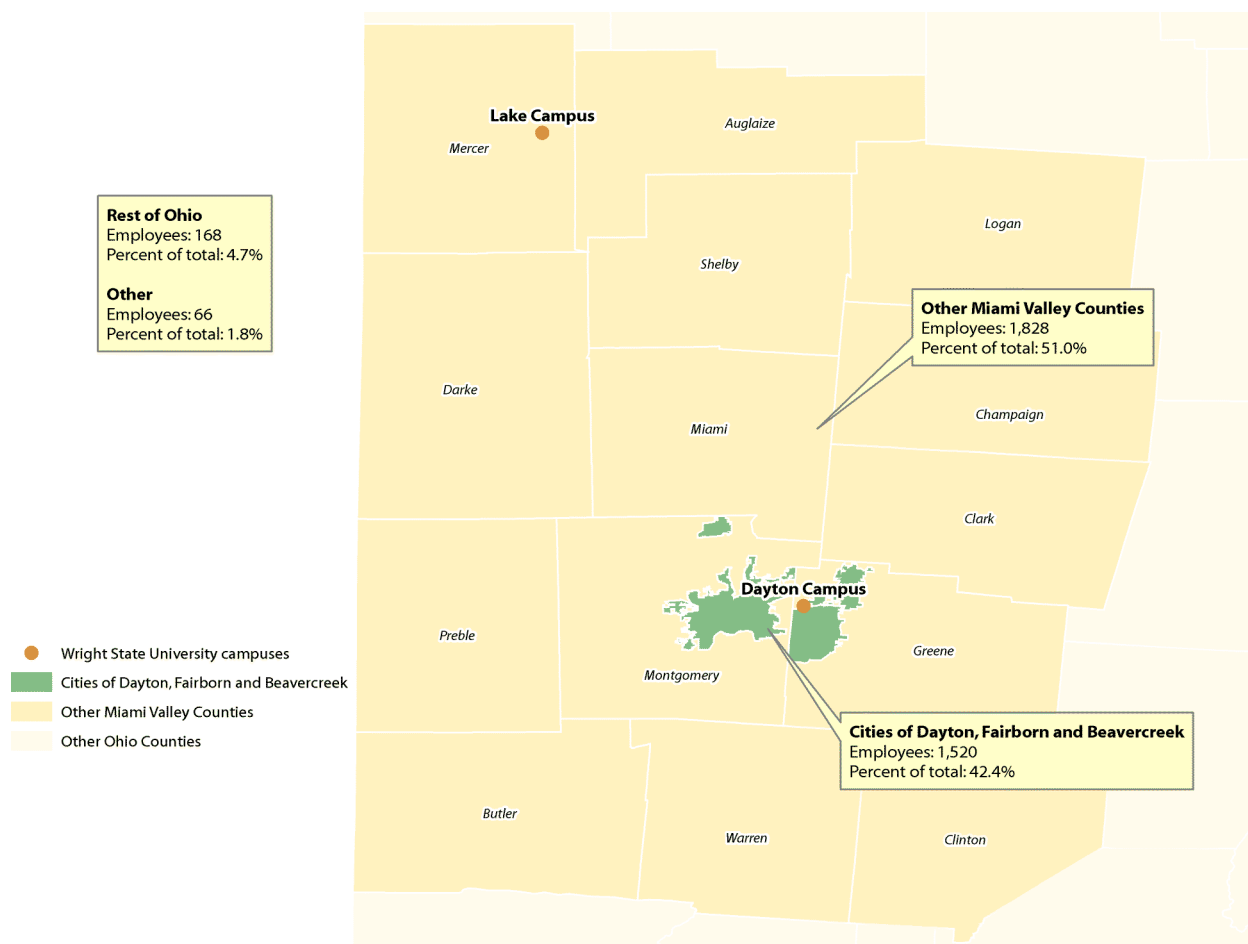 Lake Campus
Auglaize
Mercer
Rest of Ohio
Employees: 168
Percent of total: 4.7%
Other
Employees: 66
Percent of total: 1.8%
Logan
Shelby
Other Miami Valley Counties
Employees: 1,828
Percent of total: 51.0%
Darke
Miami
Champaign
Clark
Dayton Campus
Preble
Greene
Montgomery
Wright State University campuses
Cities of Dayton, Fairborn and Beavercreek
Other Miami Valley Counties
Other Ohio Counties
Cities of Dayton, Fairborn and Beavercreek
Employees: 1,520
Percent of total: 42.4%
Butler
Warren
Clinton